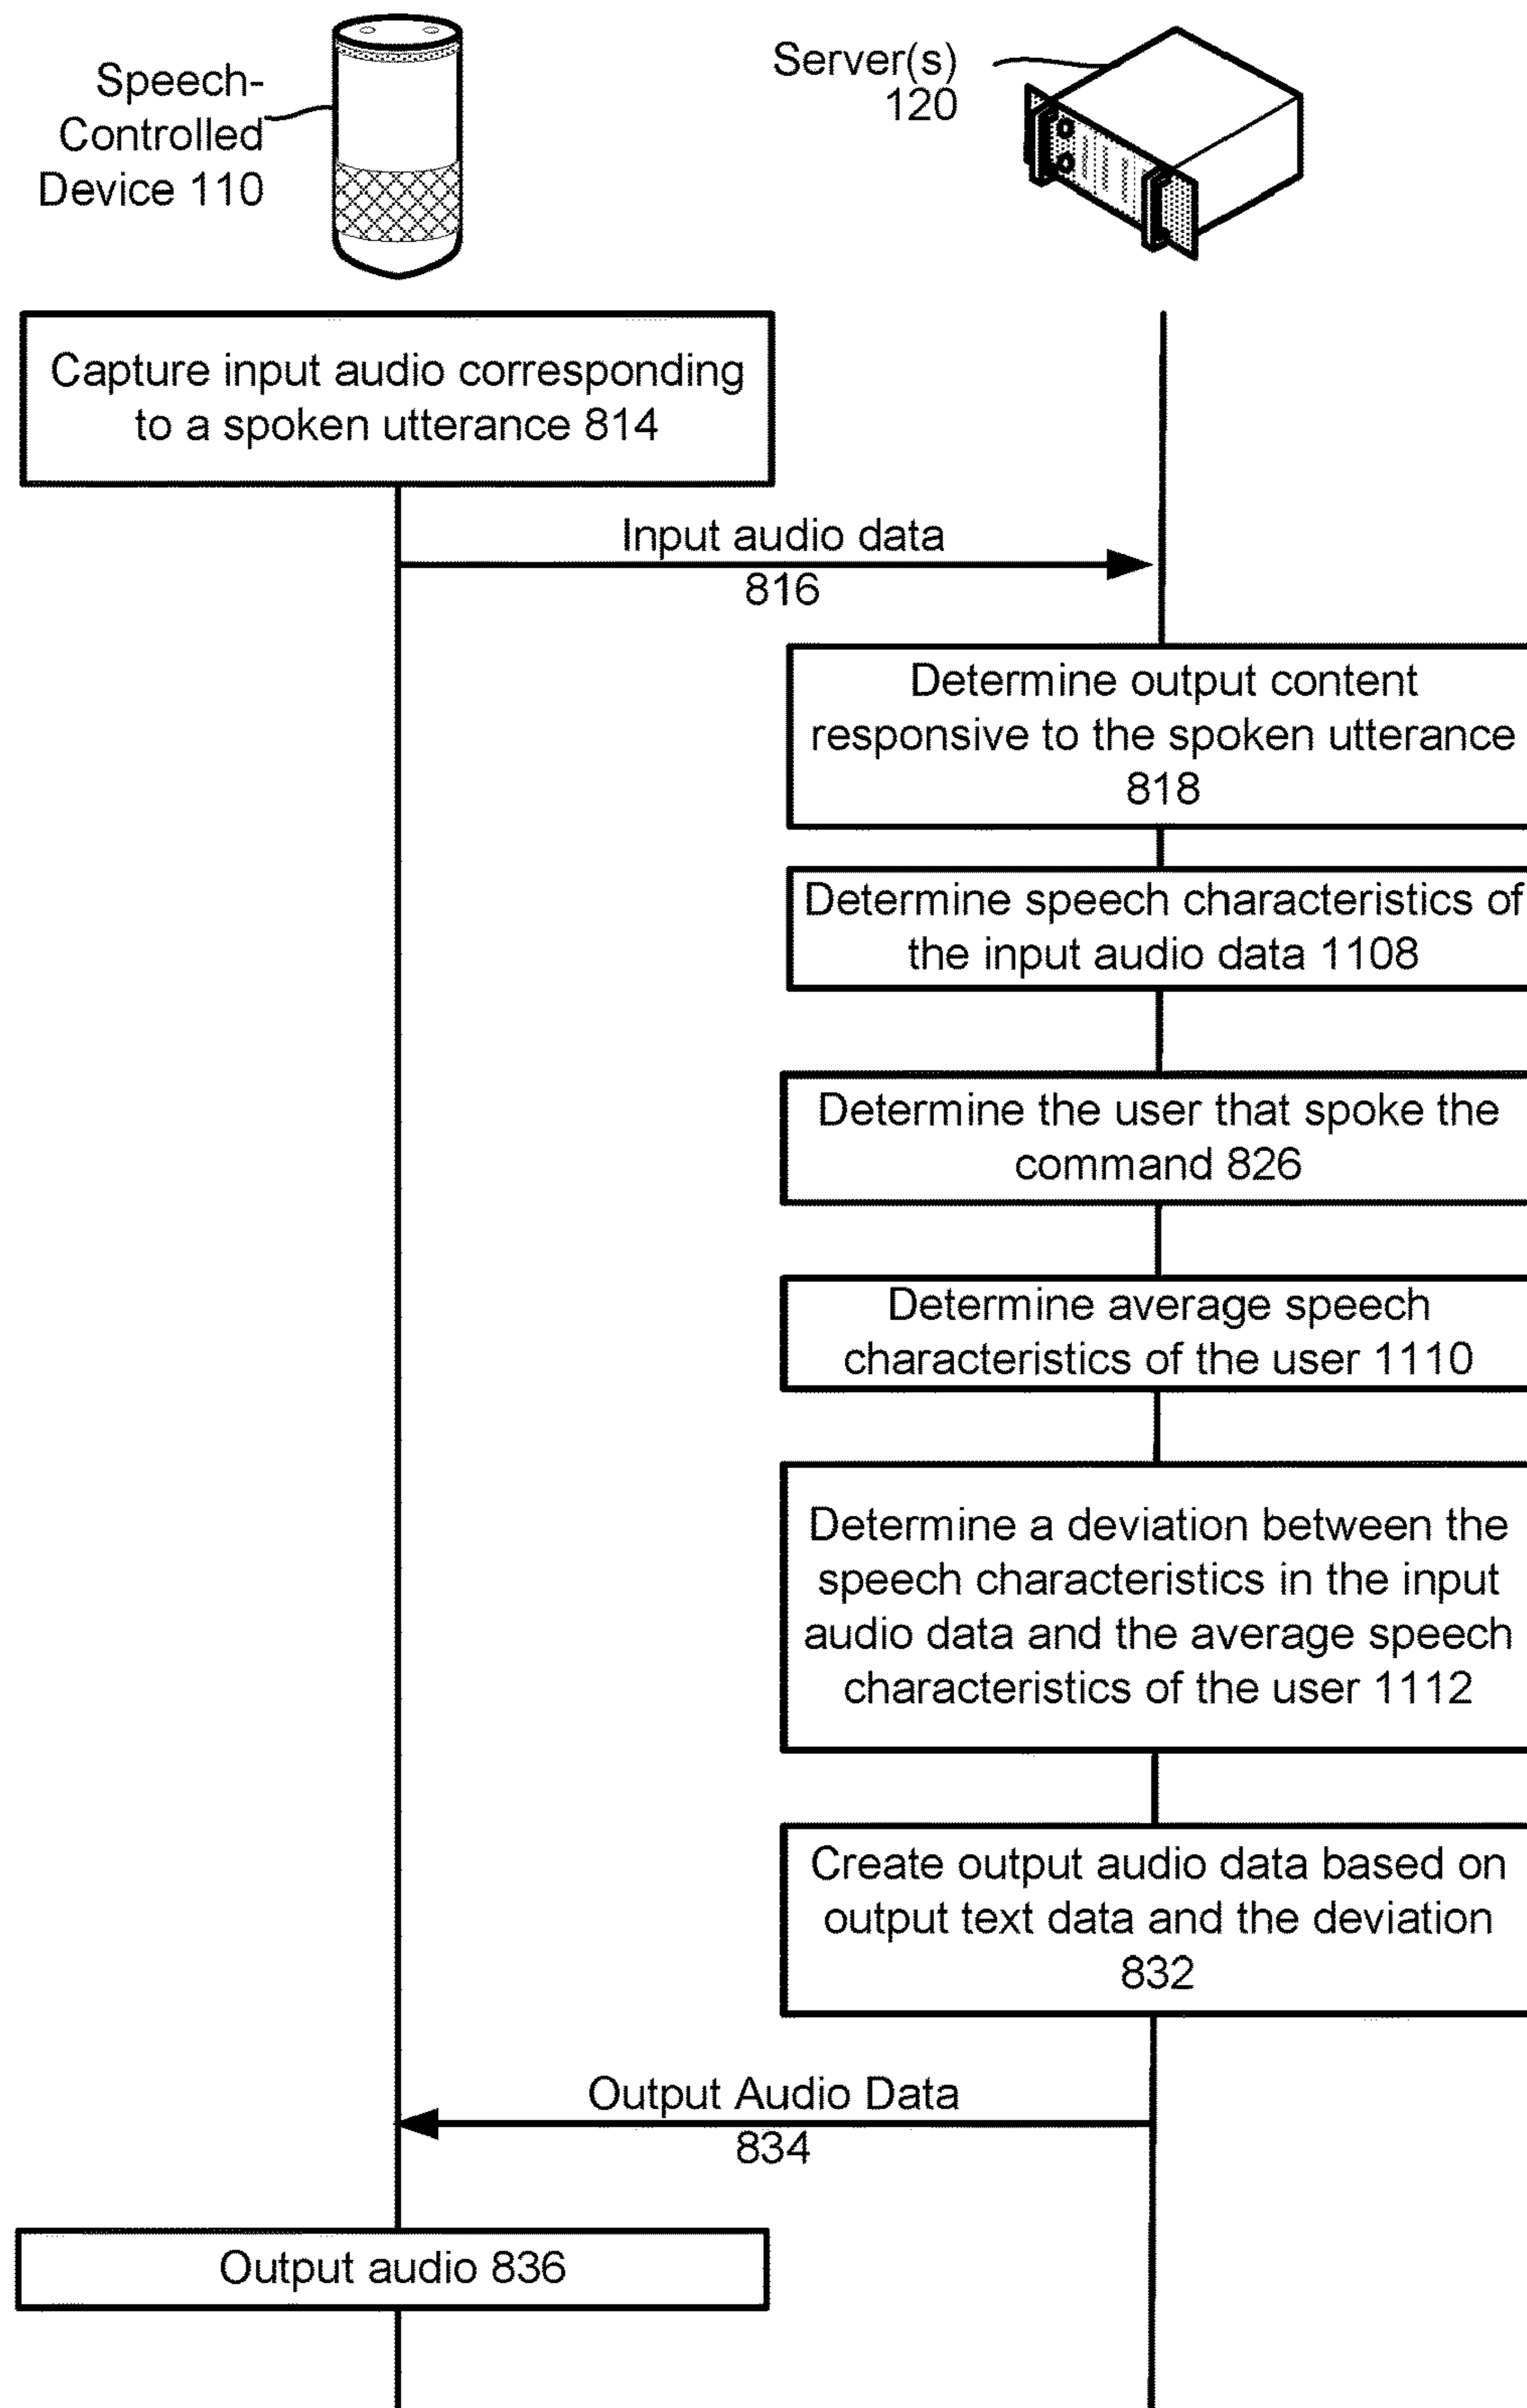 Speech-
Controlled
Device 110
Server(s)
120
Capture input audio corresponding
to a spoken utterance 814
Input audio data
816
Determine output content
responsive to the spoken utterance
818
Determine speech characteristics of
the input audio data 1108
Determine the user that spoke the
command 826
Determine average speech
characteristics of the user 1110
Determine a deviation between the
speech characteristics in the input
audio data and the average speech
characteristics of the user 1112
Create output audio data based on
output text data and the deviation
832
Output Audio Data
834
Output audio 836